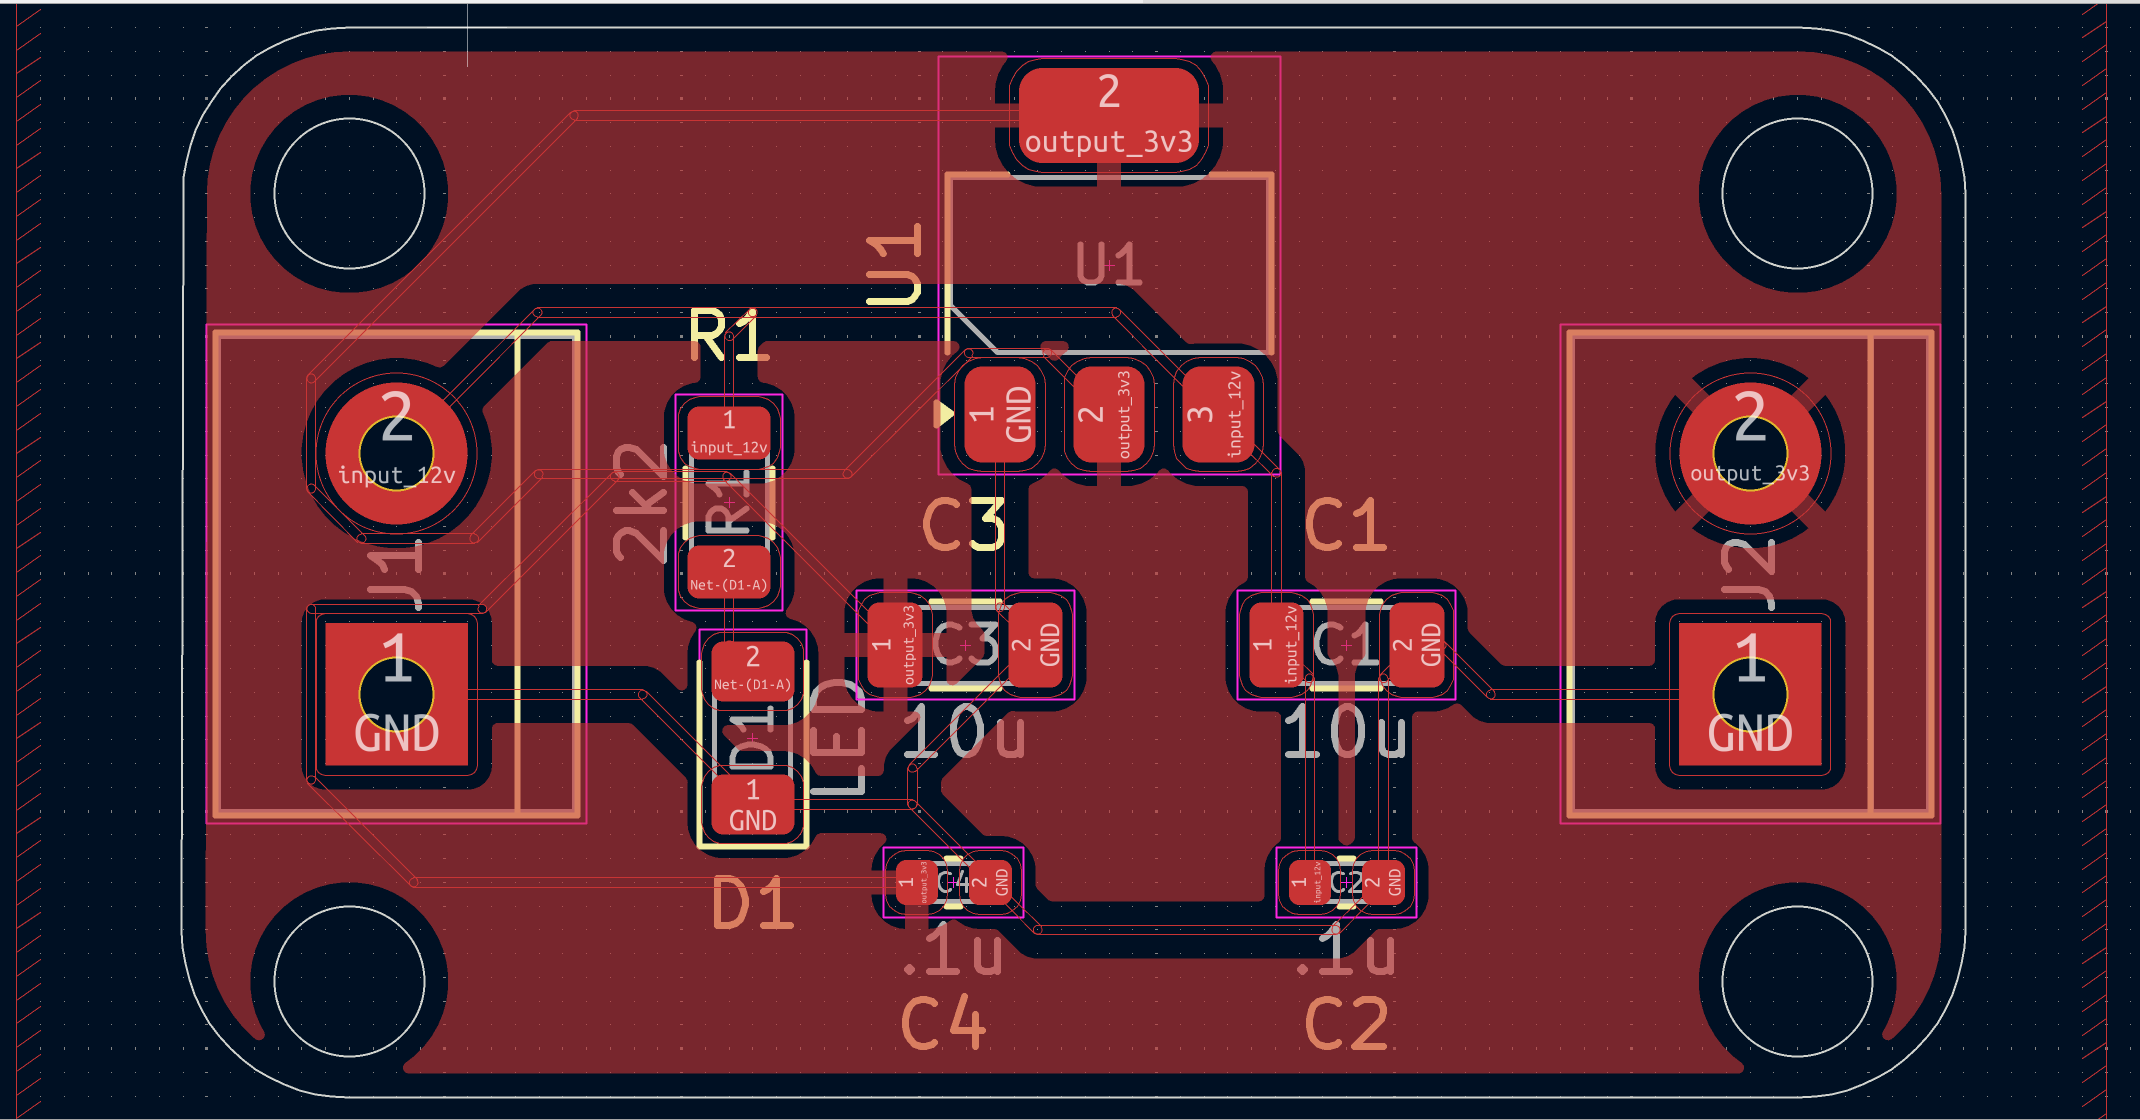 2
output_3v3
U1
U1
R1
2
input_12v
1
input_12v
2k2
R1
2
Net-(D1-A)
1
GND
2
output_3v3
3
input_12v
2
output_3v3
J1
C3
C1
J2
1
GND
2
Net-(D1-A)
D1
LED
1
GND
D1
1
output_3v3
C3
2
GND
10u
1
input_12v
C1
2
GND
10u
1
GND
1
output_3v3
C4
2
GND
.1u
C4
1
input_12v
C2
2
GND
.1u
C2